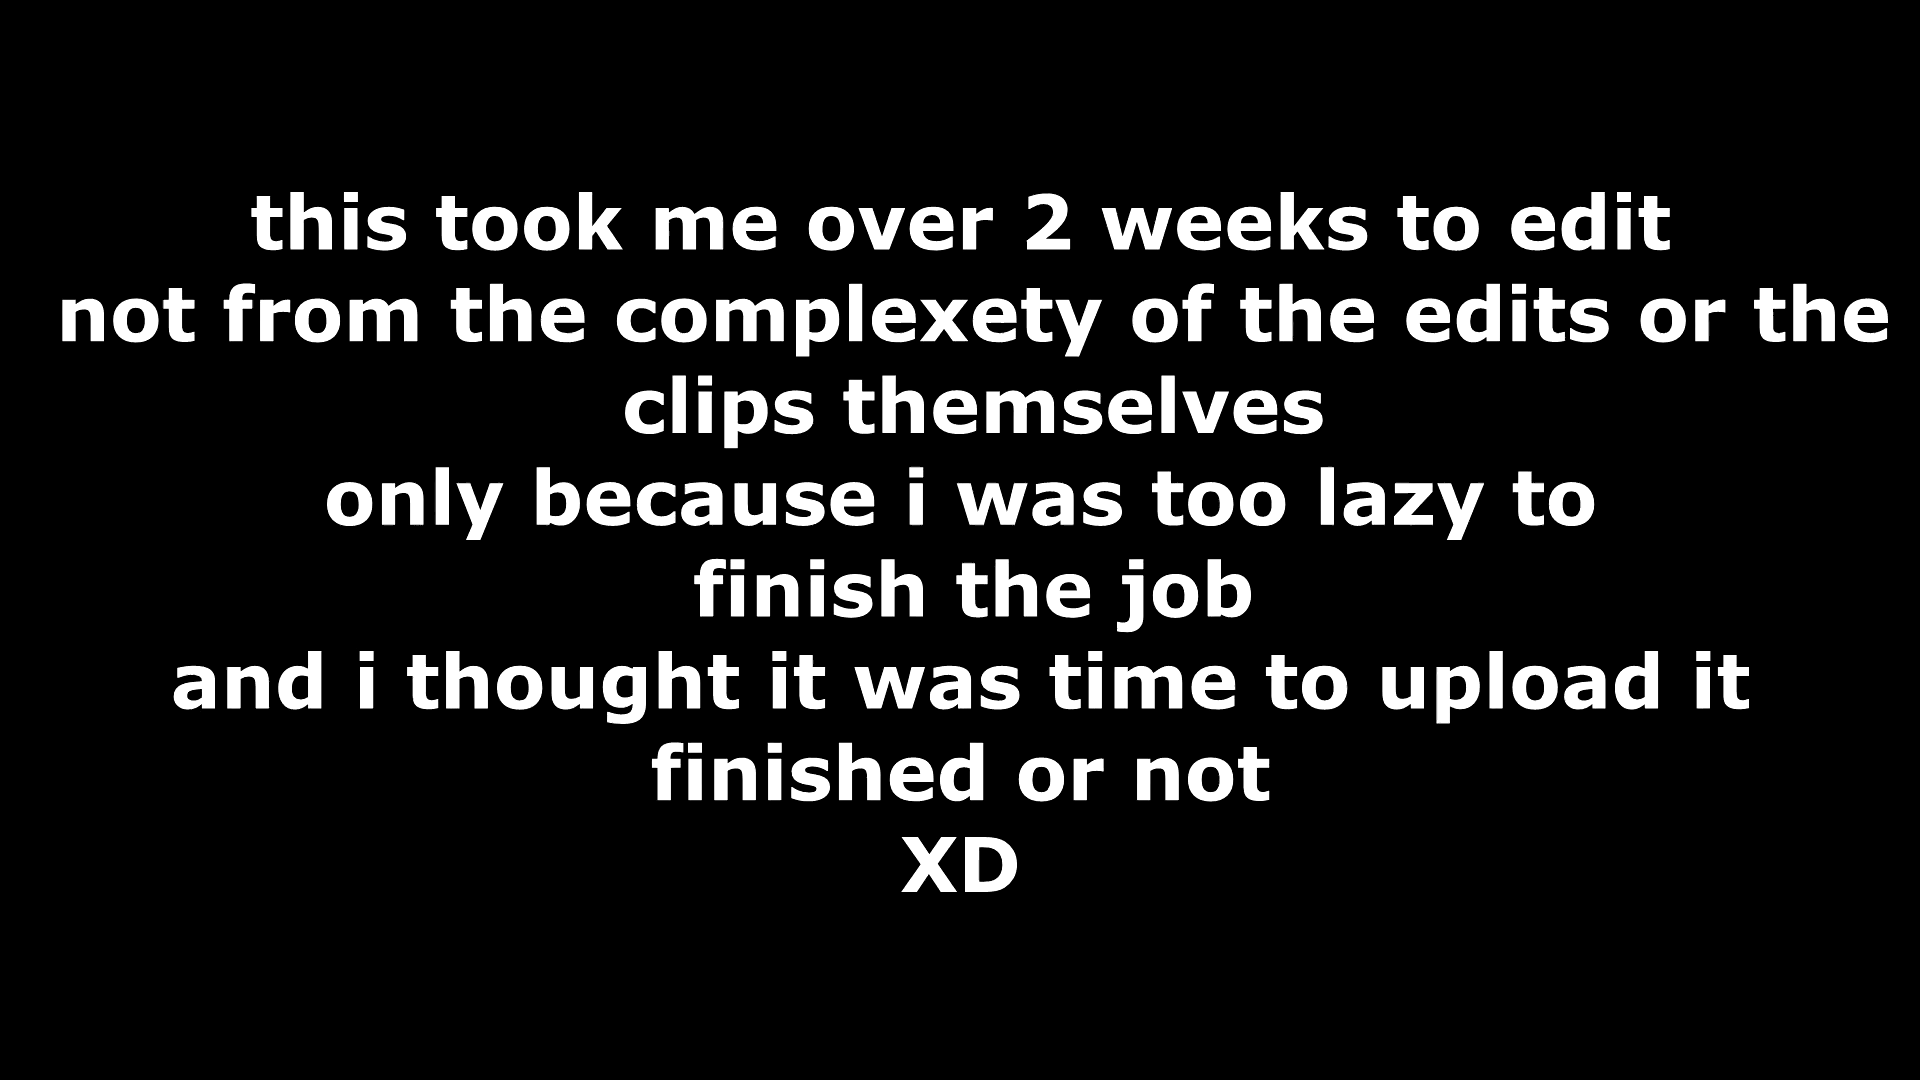 this took me over 2 weeks to edit
not from the complexety of the edits or the
clips themselves
only because i was too lazy to
finish the job
and i thought it was time to upload it
finished or not
XD